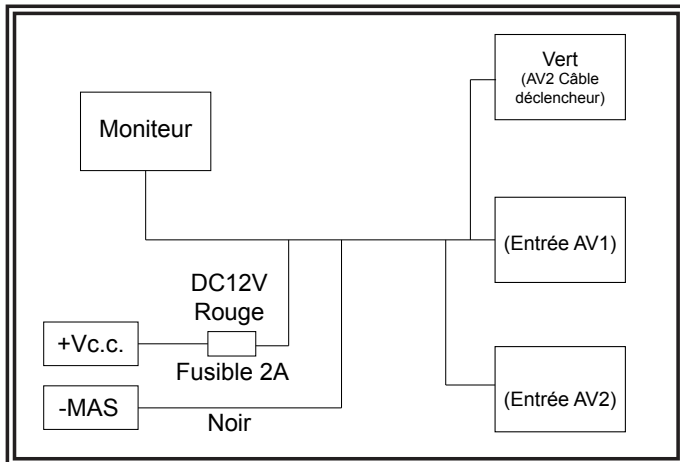 Moniteur
Vert
(AV2 Câble
déclencheur)
(Entrée AV1)
DC12V
Rouge
+Vc.c.
Fusible 2A
(Entrée AV2)
-MAS
Noir